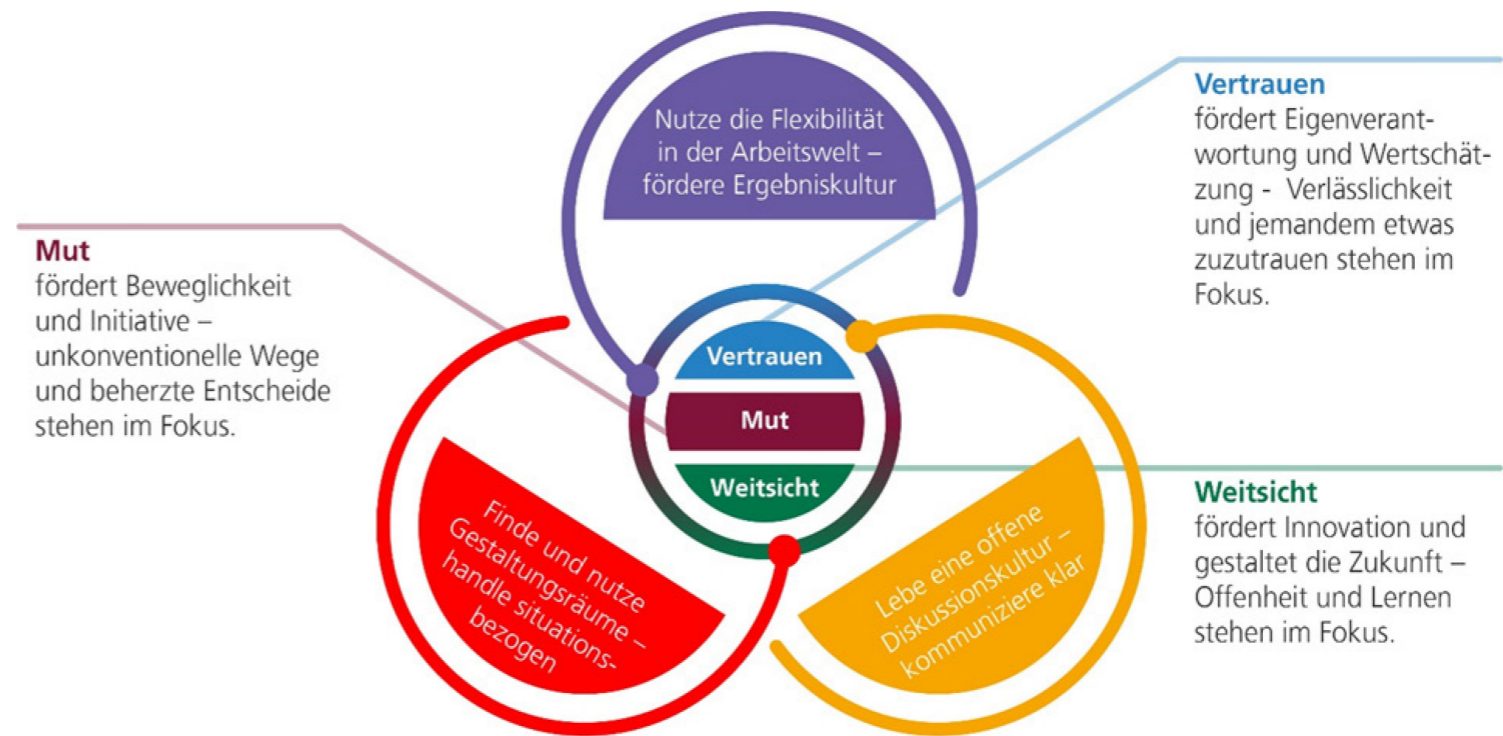 Nutze die Flexibilität
in der Arbeitswelt –
fördere Ergebniskultur
Vertrauen
fördert Eigenverant-
wortung und Wertschät-
zung - Verlässlichkeit
und jemandem etwas
zuzutrauen stehen im
Fokus.
Mut
fördert Beweglichkeit
und Initiative –
unkonventionelle Wege
und beherzte Entscheide
stehen im Fokus.
Vertrauen
Mut
Weitsicht
Finde und nutze
Gestaltungsräume –
handle situations-
bezogen
Lebe eine offene
Diskussionskultur –
kommuniziere klar
Weitsicht
fördert Innovation und
gestaltet die Zukunft –
Offenheit und Lernen
stehen im Fokus.